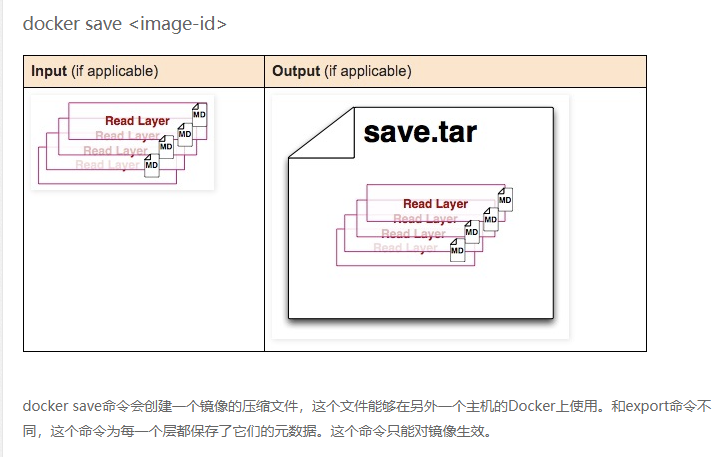 docker save <image-id>
Input (if applicable)
Output (if applicable)
Read Layer
MD
Read Layer
MD
Read Layer
MD
Read Layer
MD
save.tar
Read Layer
MD
Read Layer
MD
Read Layer
MD
Read Layer
MD
docker save命令会创建一个镜像的压缩文件，这个文件能够在另外一个主机的Docker上使用。和export命令不
同，这个命令为每一个层都保存了它们的元数据。这个命令只能对镜像生效。